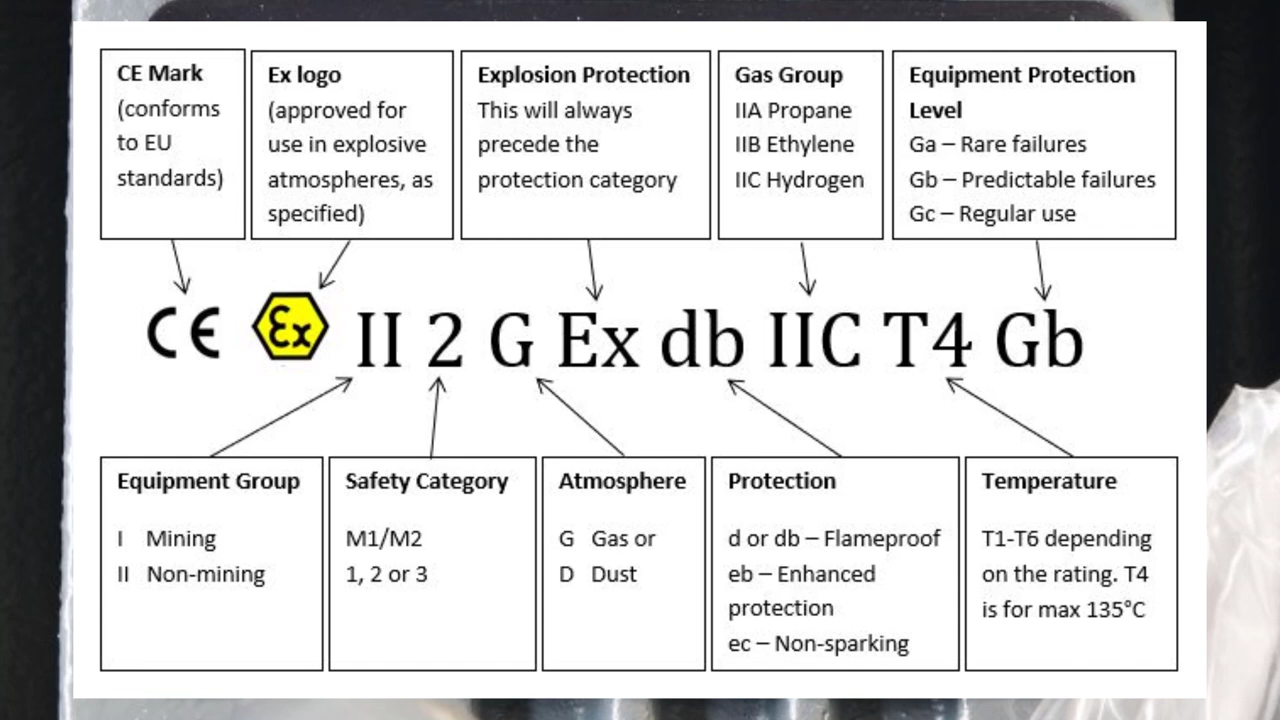 CE Mark
(conforms
to EU
standards)
Ex logo
(approved for
use in explosive
atmospheres, as
specified)
Explosion Protection
This will always
precede the
protection category
Gas Group
IIA Propane
IIB Ethylene
IIC Hydrogen
Equipment Protection
Level
Ga – Rare failures
Gb – Predictable failures
Gc – Regular use
CE Ex II 2 G Ex db IIC T4 Gb
Equipment Group
I Mining
II Non-mining
Safety Category
M1/M2
1, 2 or 3
Atmosphere
G Gas or
D Dust
Protection
d or db – Flameproof
eb – Enhanced
protection
ec – Non-sparking
Temperature
T1-T6 depending
on the rating. T4
is for max 135°C